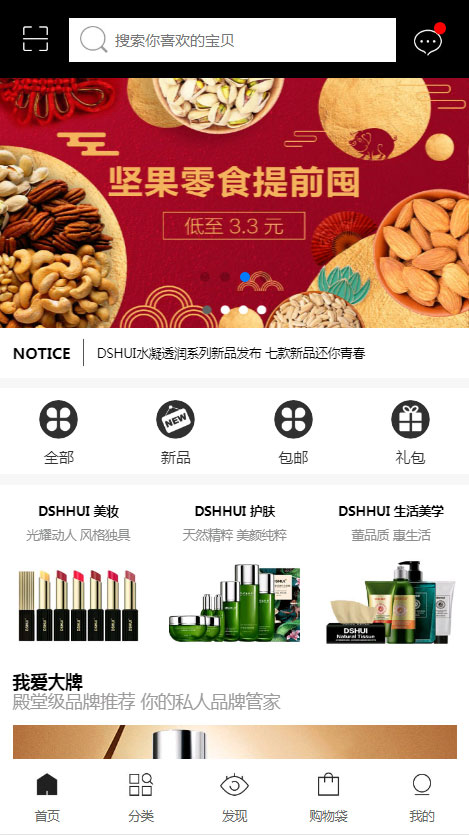 搜索你喜欢的宝贝
坚果零食提前囤
低至 3.3 元
NOTICE
DSHUI水凝透润系列新品发布 七款新品还你青春
NEW
全部 新品 包邮 礼包
DSHHUI 美妆 DSHHUI 护肤 DSHHUI 生活美学
光耀动人 风格独具 天然精粹 美颜纯粹 董品质 惠生活
DSHUI
Natural Tissue
我爱大牌
殿堂级品牌推荐 你的私人品牌管家
首页 分类 发现 购物袋 我的